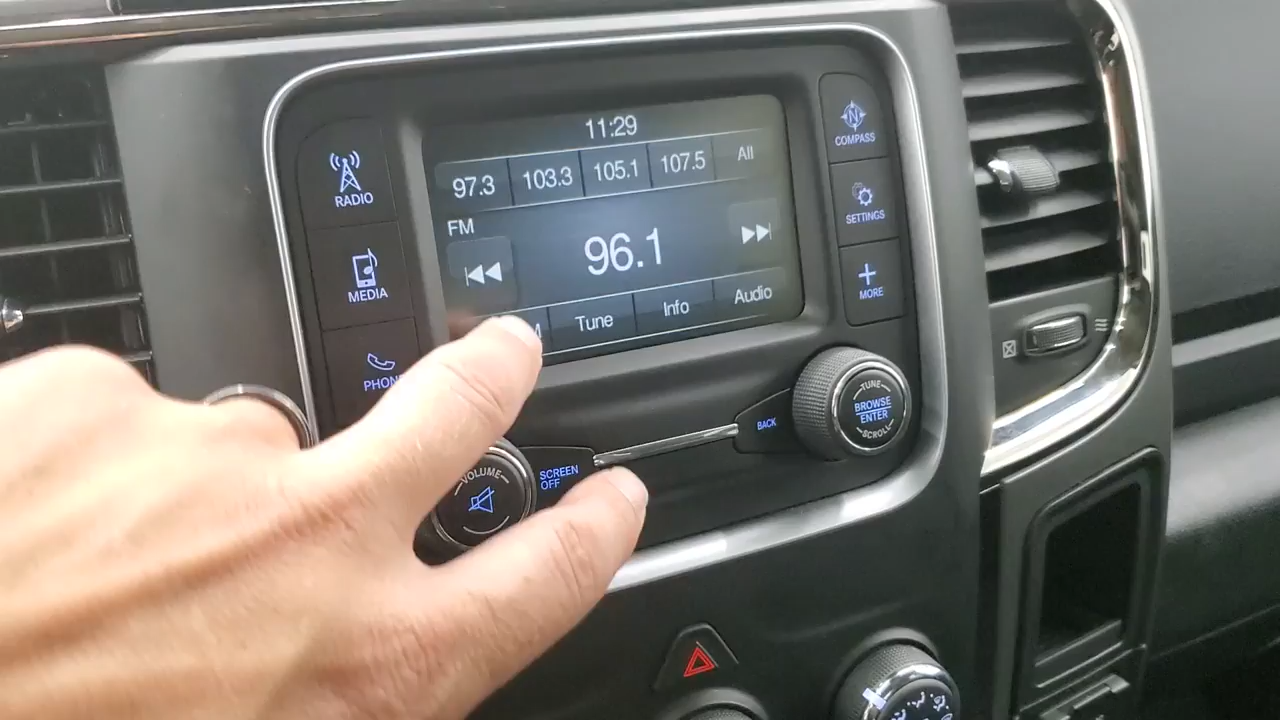 11:29
97.3 103.3 105.1 107.5 All
FM
96.1
Tune Info Audio
RADIO
MEDIA
PHON
VOLUME
SCREEN
OFF
BACK
TUNE
BROWSE
ENTER
SCROLL
N
COMPASS
SETTINGS
MORE